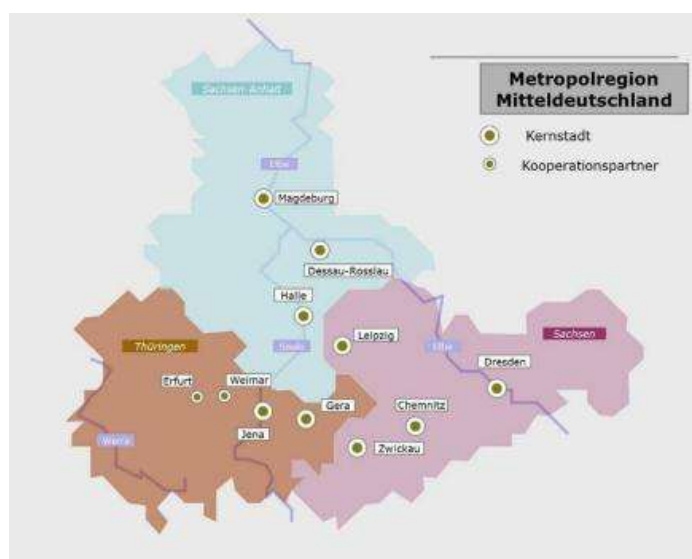 Metropolregion
Mitteldeutschland
Kernstadt
Kooperationspartner
Sachsen-Anhalt
Elbe
Magdeburg
Dessau-Rosslau
Halle
Saale
Leipzig
Elbe
Sachsen
Thüringen
Dresden
Erfurt
Weimar
Gera
Chemnitz
Jena
Werra
Zwickau